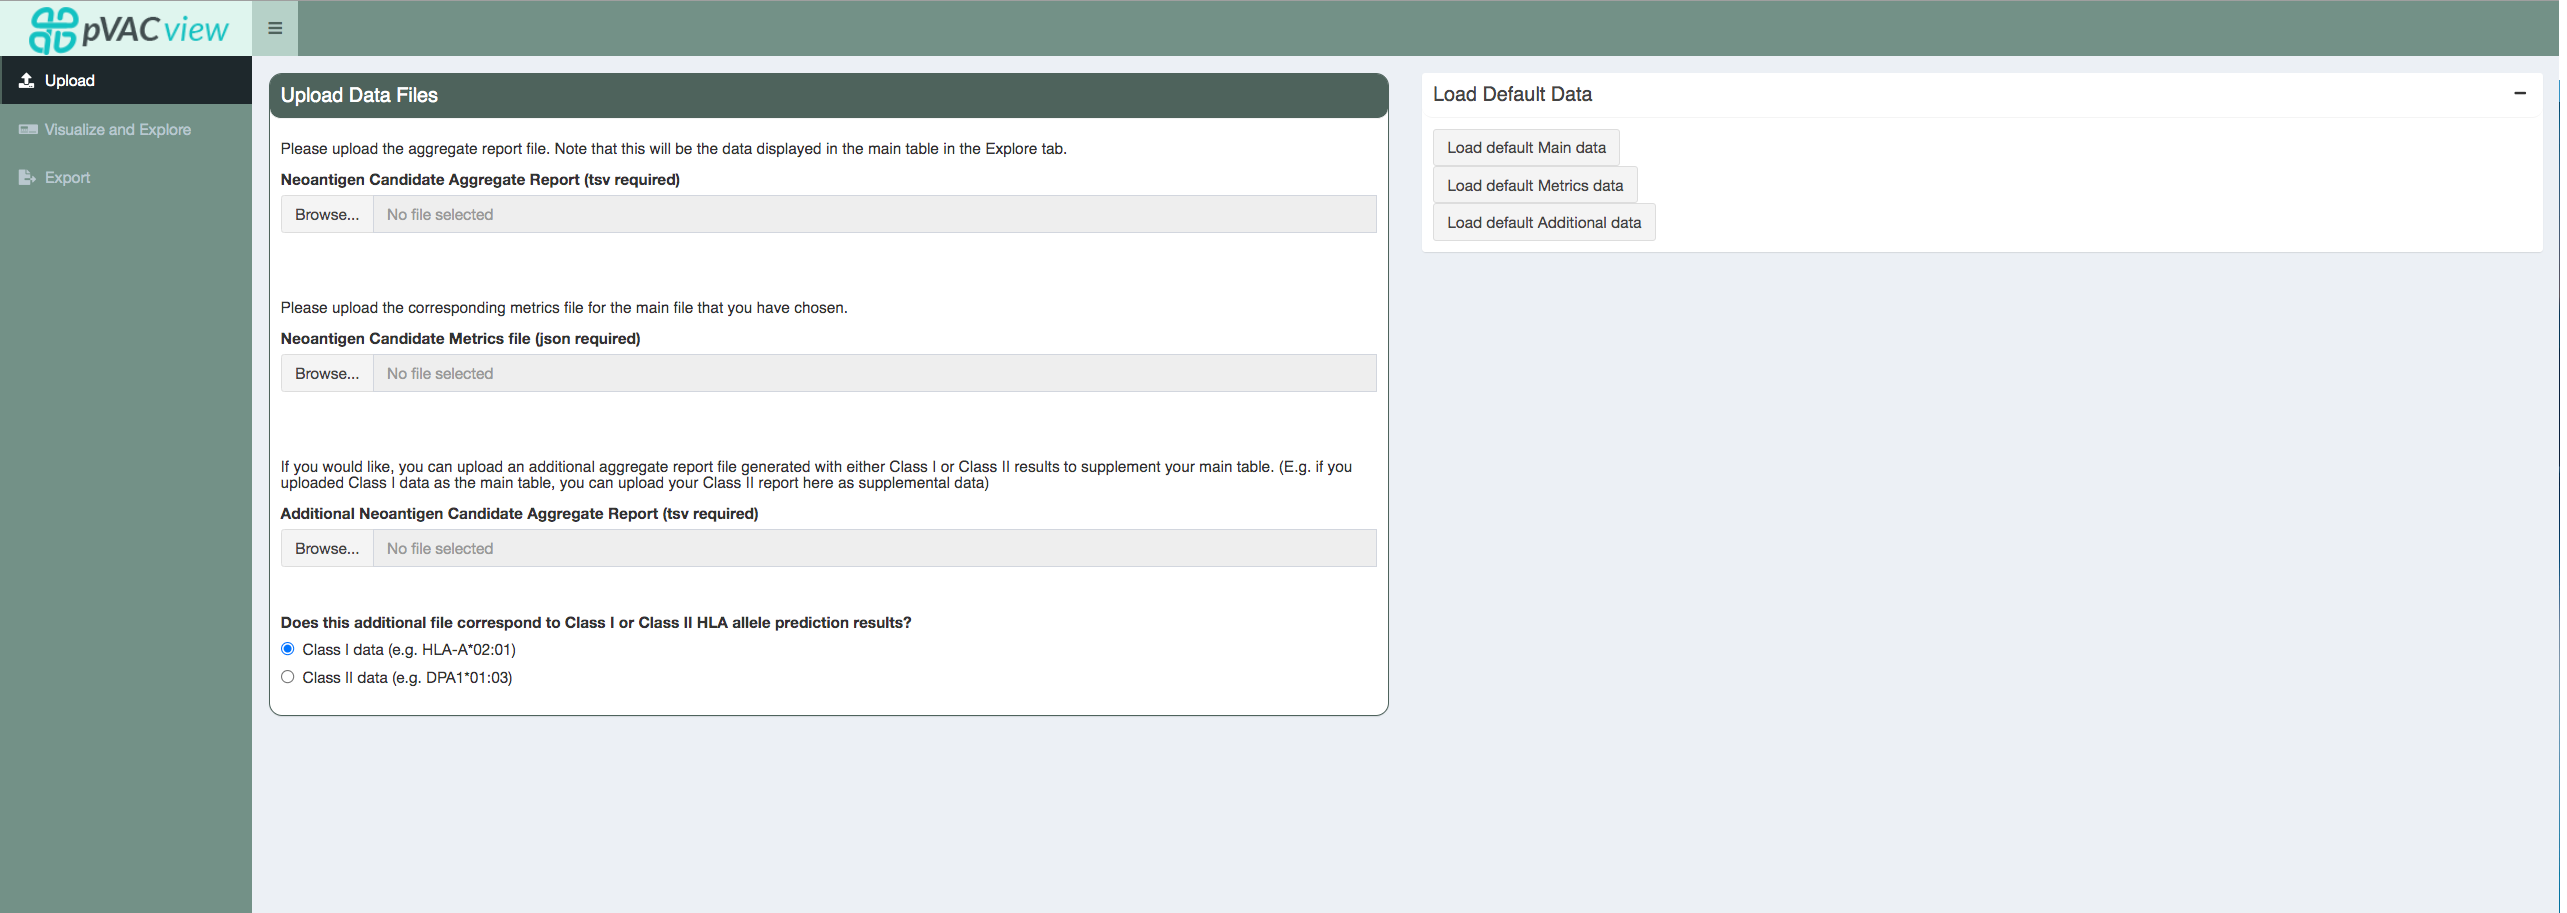 pVACview
Upload
Visualize and Explore
Export
Upload Data Files
Please upload the aggregate report file. Note that this will be the data displayed in the main table in the Explore tab.
Neoantigen Candidate Aggregate Report (tsv required)
Browse... No file selected
Please upload the corresponding metrics file for the main file that you have chosen.
Neoantigen Candidate Metrics file (json required)
Browse... No file selected
If you would like, you can upload an additional aggregate report file generated with either Class I or Class II results to supplement your main table. (E.g. if you
uploaded Class I data as the main table, you can upload your Class II report here as supplemental data)
Additional Neoantigen Candidate Aggregate Report (tsv required)
Browse... No file selected
Does this additional file correspond to Class I or Class II HLA allele prediction results?
Class I data (e.g. HLA-A*02:01)
Class II data (e.g. DPA1*01:03)
Load Default Data
Load default Main data
Load default Metrics data
Load default Additional data